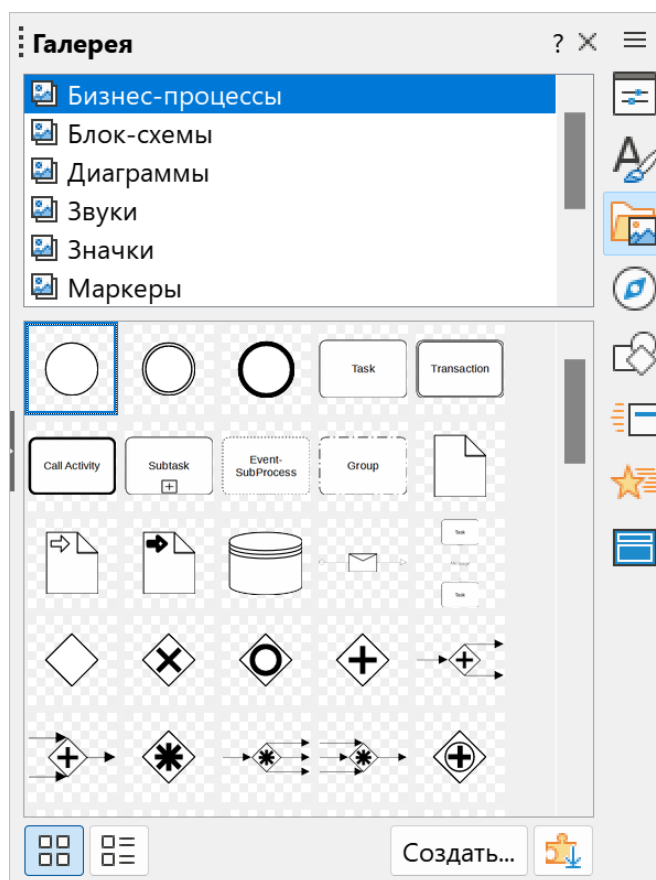 Галерея
?
Бизнес-процессы
Блок-схемы
Диаграммы
Звуки
Значки
Маркеры
Task
Transaction
Call Activity
Subtask
Event-
SubProcess
Group
Task
Message
Task
Создать...